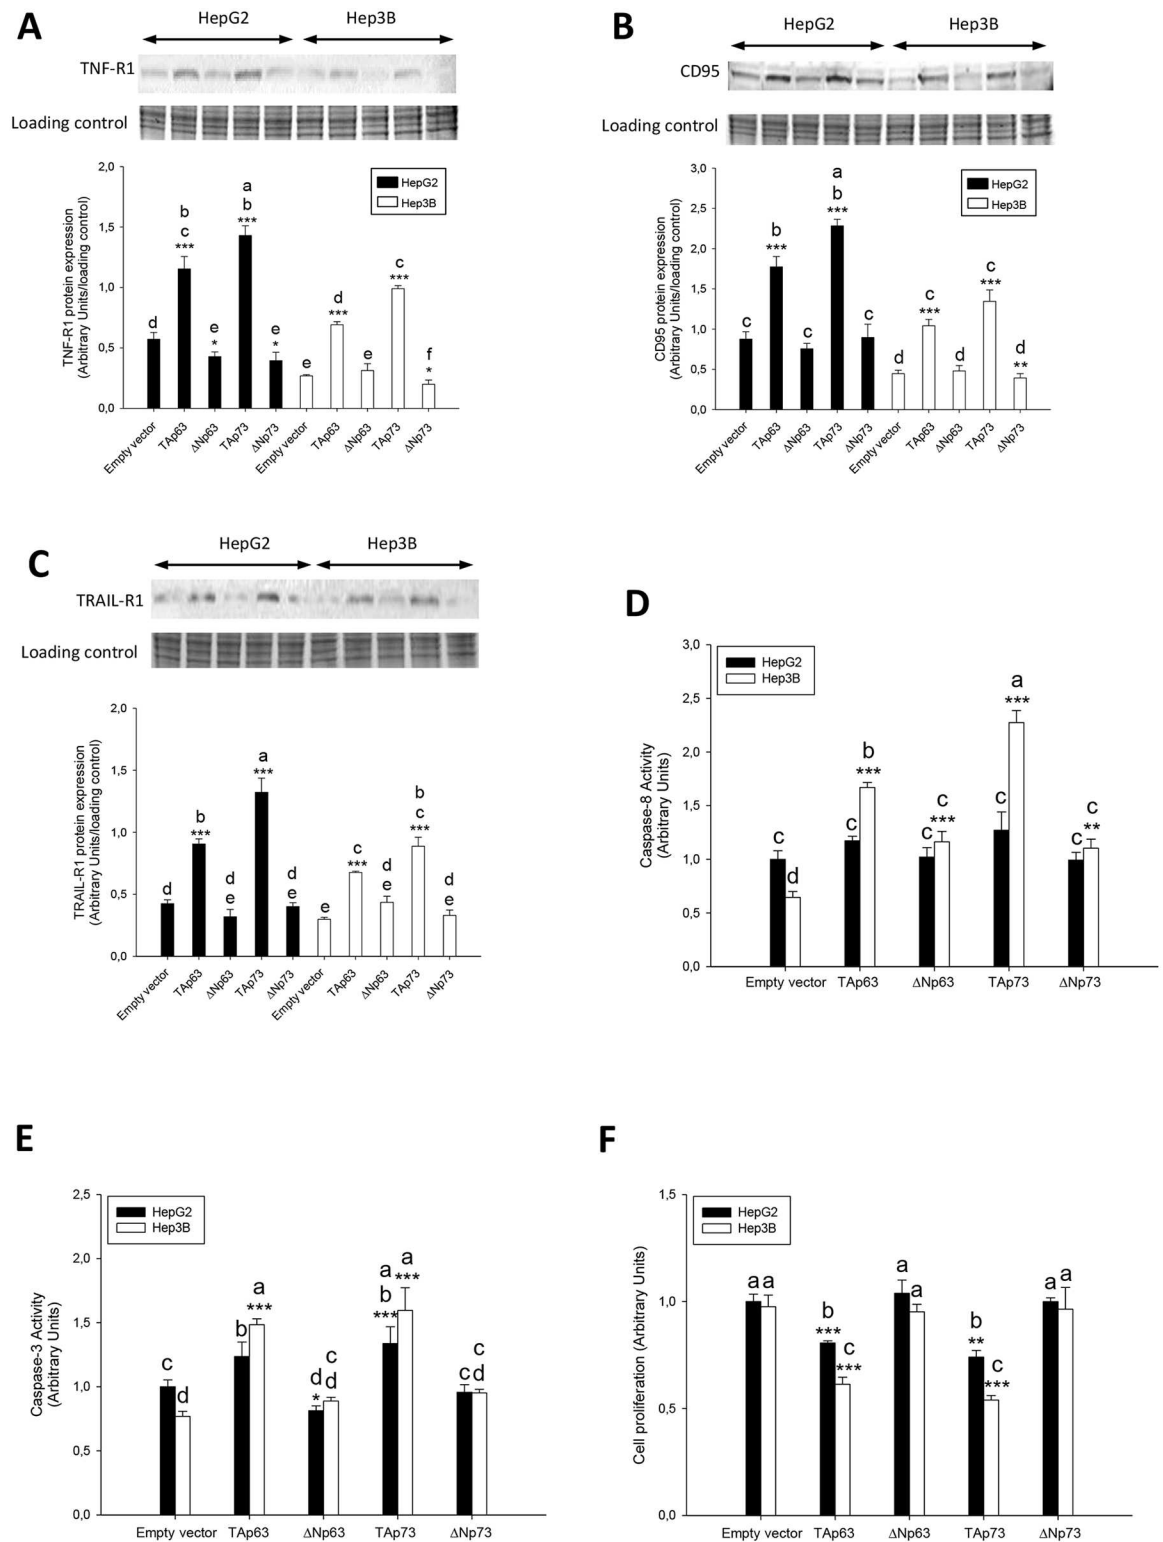 A
HepG2 Hep3B
TNF-R1
Loading control
2,0
1,5
1,0
0,5
0,0
TNF-R1 protein expression
(Arbitrary Units/loading control)
HepG2
Hep3B
d
b
c
***
e
*
a
b
***
e
*
e
d
***
e
c
***
f
*
Empty vector
TAp63
ΔNp63
TAp73
ΔNp73
Empty vector
TAp63
ΔNp63
TAp73
ΔNp73
B
HepG2 Hep3B
CD95
Loading control
3,0
2,5
2,0
1,5
1,0
0,5
0,0
CD95 protein expression
(Arbitrary Units/loading control)
HepG2
Hep3B
c
b
***
c
a
b
***
c
d
c
***
d
c
***
d
**
Empty vector
TAp63
ΔNp63
TAp73
ΔNp73
Empty vector
TAp63
ΔNp63
TAp73
ΔNp73
C
HepG2 Hep3B
TRAIL-R1
Loading control
2,0
1,5
1,0
0,5
0,0
TRAIL-R1 protein expression
(Arbitrary Units/loading control)
d
b
***
d
e
a
***
d
e
e
c
***
d
e
b
c
***
d
e
Empty vector
TAp63
ΔNp63
TAp73
ΔNp73
Empty vector
TAp63
ΔNp63
TAp73
ΔNp73
D
3,0
2,5
2,0
1,5
1,0
0,5
0,0
Caspase-8 Activity
(Arbitrary Units)
HepG2
Hep3B
c
d
c
b
***
c
c
***
c
a
***
c
c
**
Empty vector TAp63 ΔNp63 TAp73 ΔNp73
E
2,5
2,0
1,5
1,0
0,5
0,0
Caspase-3 Activity
(Arbitrary Units)
HepG2
Hep3B
c
d
b
a
***
d
*
c
d
a
b
***
a
***
c
c
d
Empty vector TAp63 ΔNp63 TAp73 ΔNp73
F
1,5
1,0
0,5
0,0
Cell proliferation (Arbitrary Units)
HepG2
Hep3B
a a
b
***
c
***
a
a
b
**
c
***
a a
Empty vector TAp63 ΔNp63 TAp73 ΔNp73